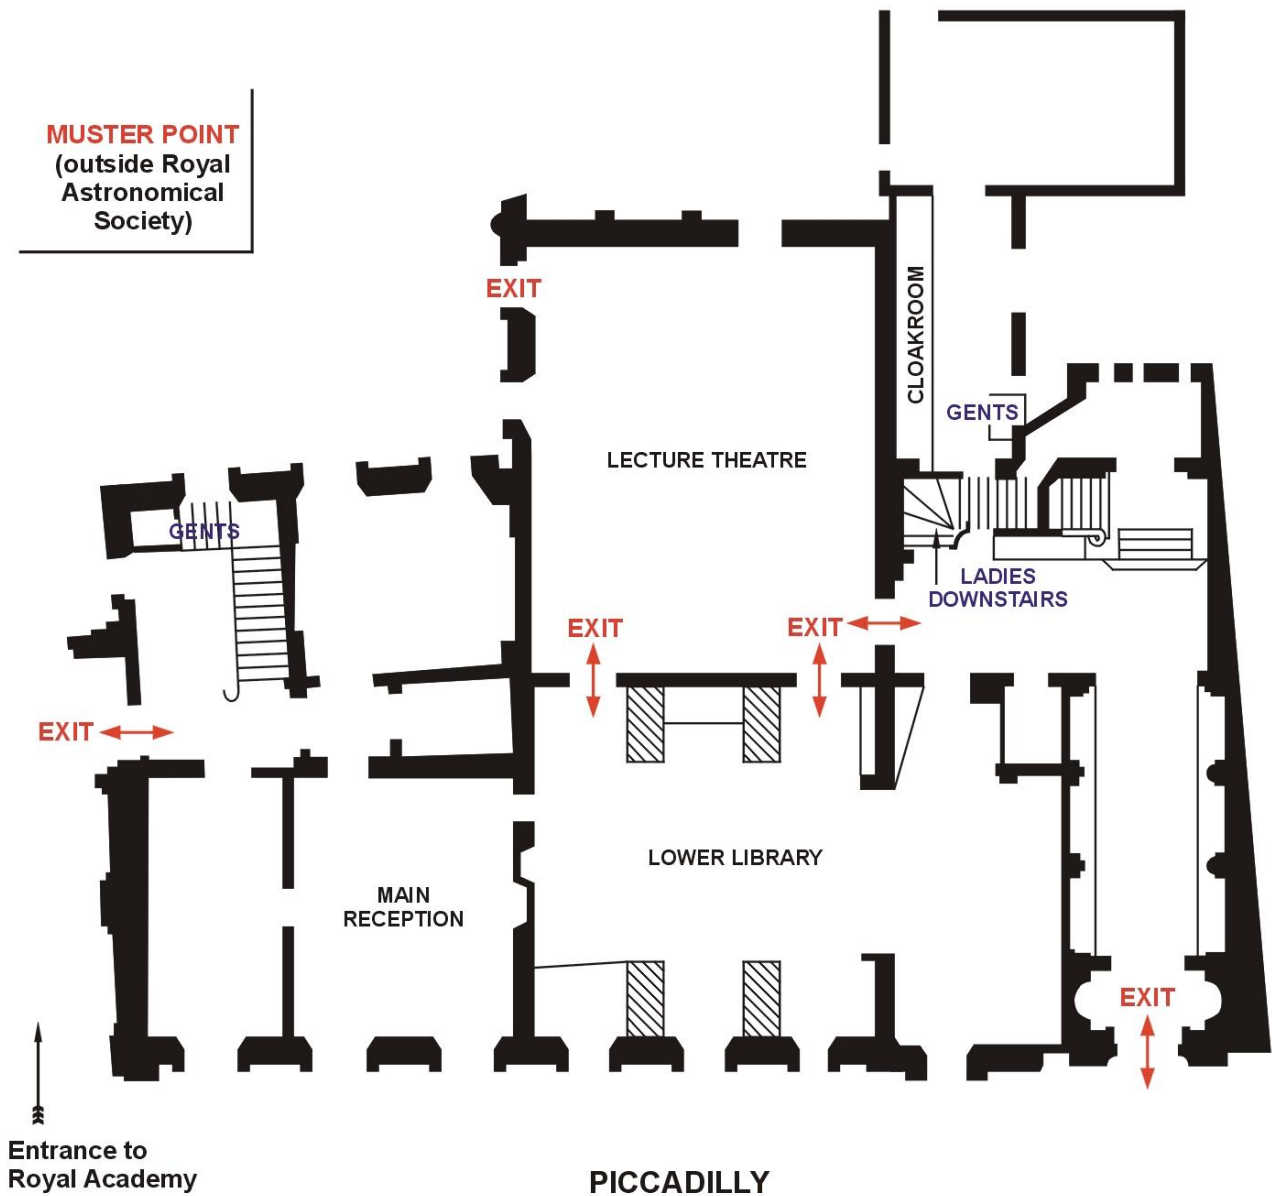 MUSTER POINT
(outside Royal
Astronomical
Society)
EXIT
CLOAKROOM
GENTS
LECTURE THEATRE
GENTS
LADIES
DOWNSTAIRS
EXIT
EXIT
EXIT
LOWER LIBRARY
MAIN
RECEPTION
EXIT
Entrance to
Royal Academy
PICCADILLY